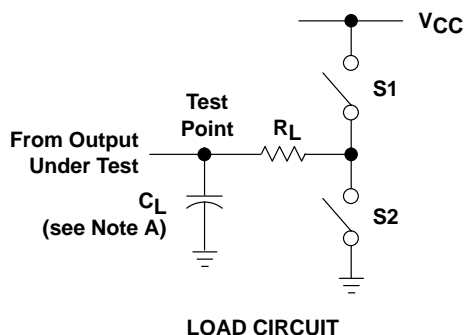 VCC
S1
Test
Point
RL
From Output
Under Test
CL
(see Note A)
S2
LOAD CIRCUIT